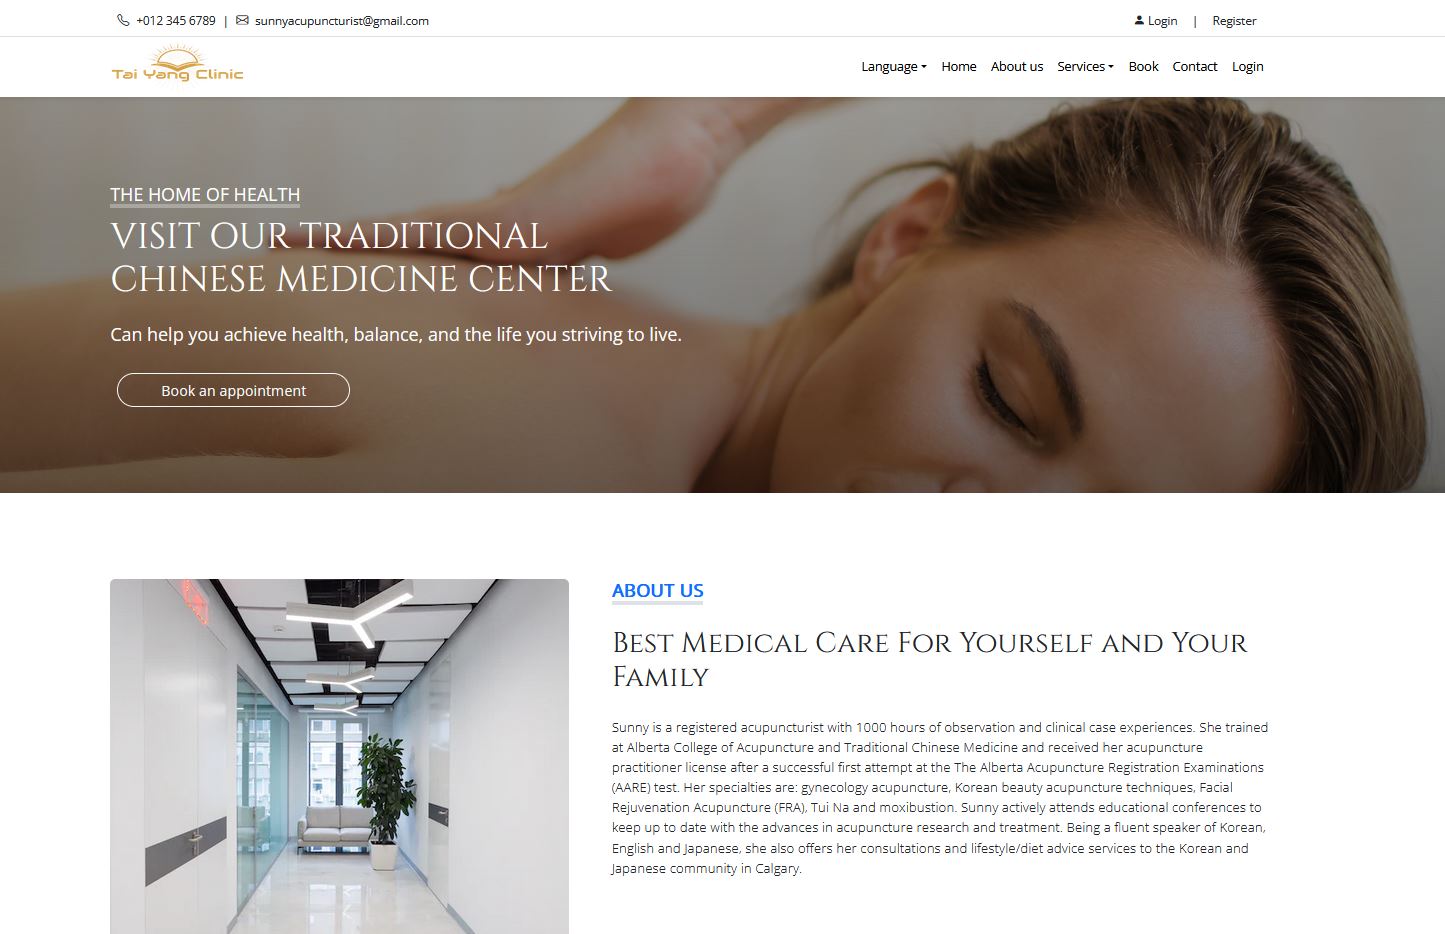 +012 345 6789 | sunnyacupuncturist@gmail.com
Login | Register
Tai Yang Clinic
Language Home About us Services Book Contact Login
THE HOME OF HEALTH
VISIT OUR TRADITIONAL
CHINESE MEDICINE CENTER
Can help you achieve health, balance, and the life you striving to live.
Book an appointment
ABOUT US
Best Medical Care For Yourself and Your
Family
Sunny is a registered acupuncturist with 1000 hours of observation and clinical case experiences. She trained
at Alberta College of Acupuncture and Traditional Chinese Medicine and received her acupuncture
practitioner license after a successful first attempt at the The Alberta Acupuncture Registration Examinations
(AARE) test. Her specialties are: gynecology acupuncture, Korean beauty acupuncture techniques, Facial
Rejuvenation Acupuncture (FRA), Tui Na and moxibustion. Sunny actively attends educational conferences to
keep up to date with the advances in acupuncture research and treatment. Being a fluent speaker of Korean,
English and Japanese, she also offers her consultations and lifestyle/diet advice services to the Korean and
Japanese community in Calgary.